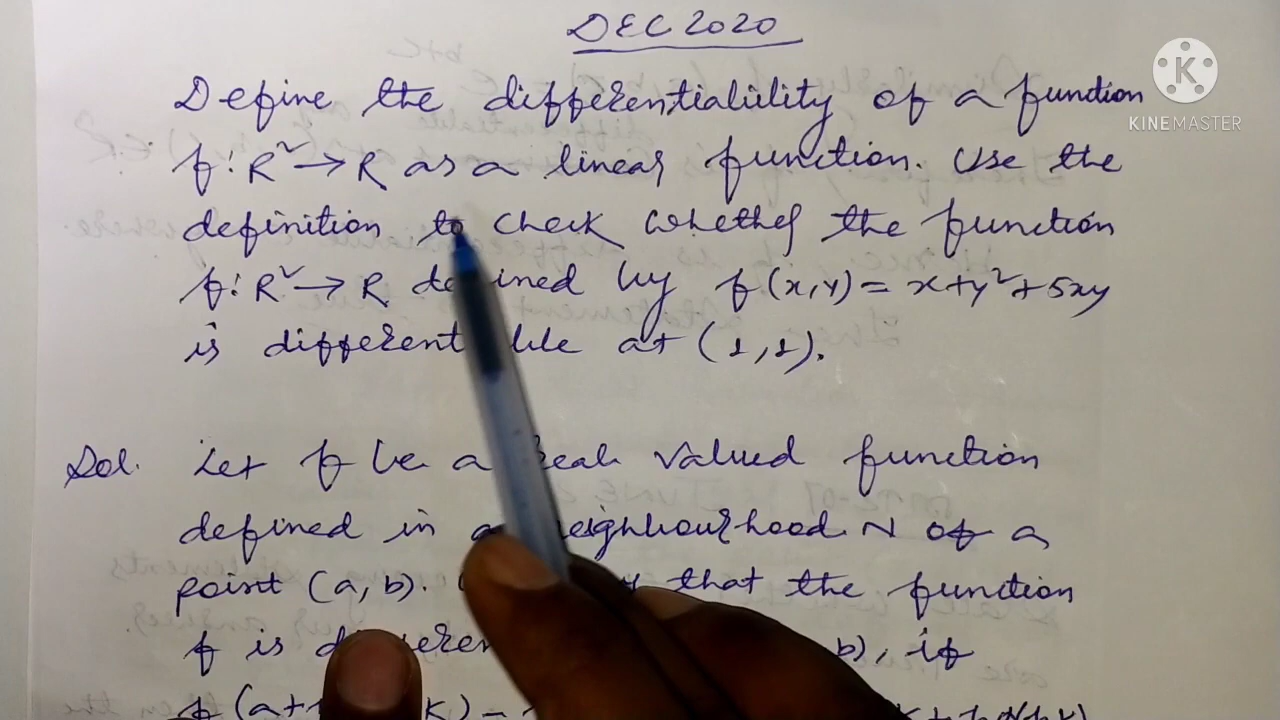 DEC 2020
KINEMASTER
Define the differentiability of a function
f: R² → R as a linear function. Use the
definition to check whether the function
f: R² → R defined by f(x,y) = x+y²+5xy
is differentiable at (1,1).
Sol. Let f be a real valued function
defined in a neighbourhood N of a
point (a,b). that the function
f is b), if
f(a+ k) -